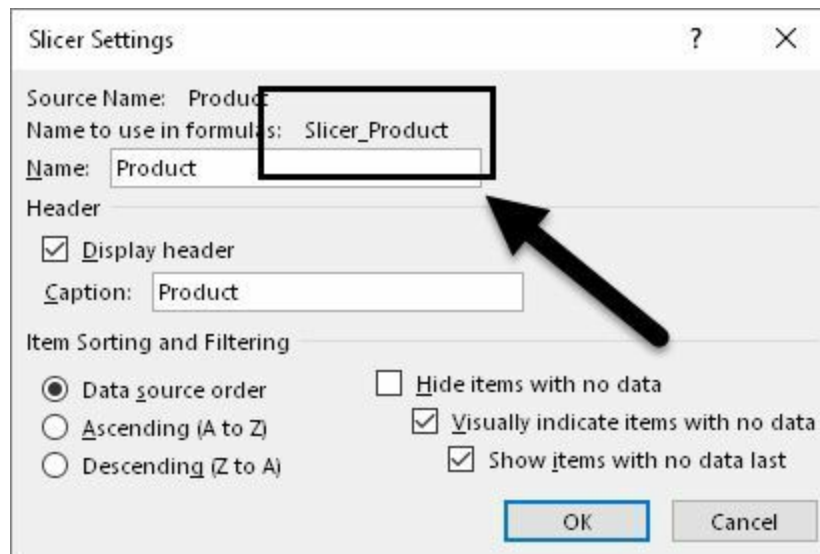 Slicer Settings ? ×
Source Name: Product
Name to use in formulas: Slicer_Product
Name: Product
Header
Display header
Caption: Product
Item Sorting and Filtering
Data source order
Ascending (A to Z)
Descending (Z to A)
Hide items with no data
Visually indicate items with no data
Show items with no data last
OK Cancel